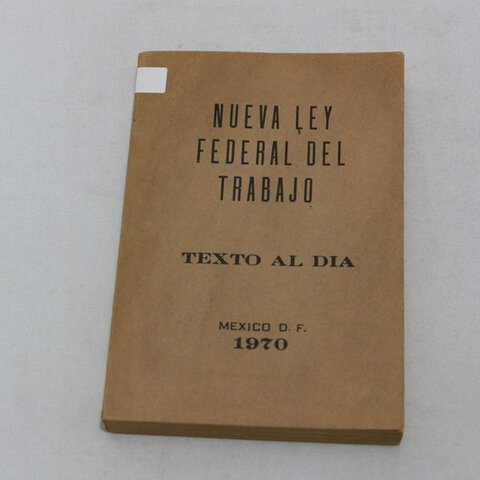 NUEVA LEY
FEDERAL DEL
TRABAJO
TEXTO AL DIA
MEXICO D. F.
1970